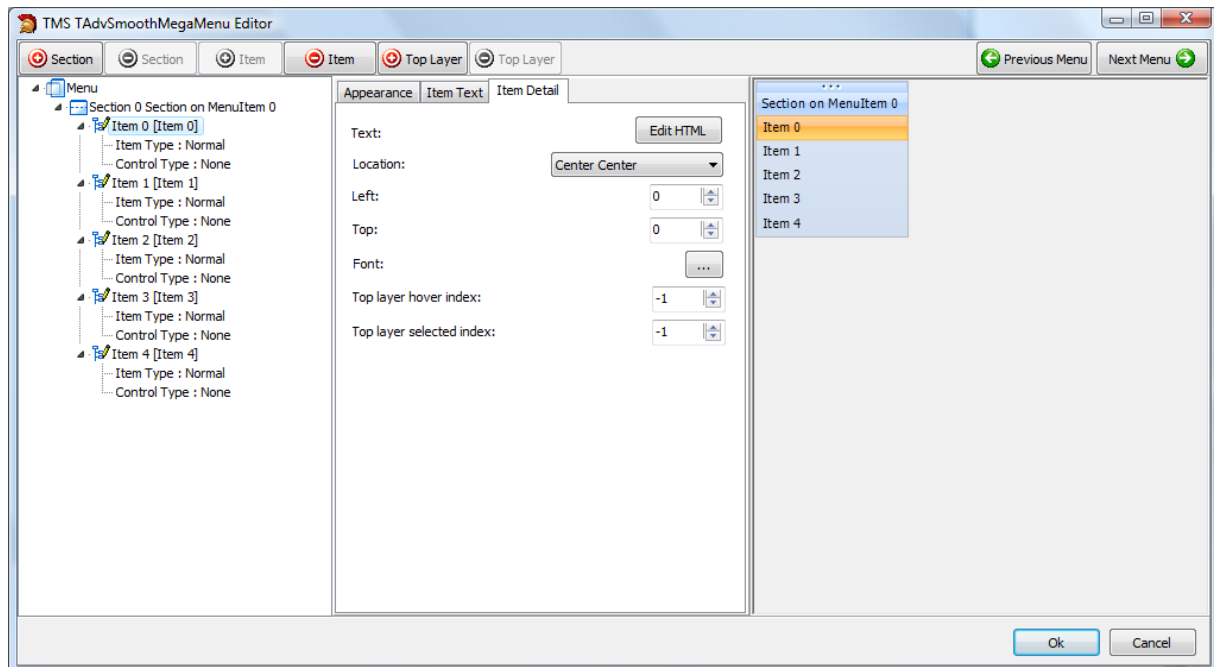 TMS TAdvSmoothMegaMenu Editor
Section Section Item Item Top Layer Top Layer Previous Menu Next Menu
Menu
Section 0 Section on MenuItem 0
Item 0 [Item 0]
Item Type : Normal
Control Type : None
Item 1 [Item 1]
Item Type : Normal
Control Type : None
Item 2 [Item 2]
Item Type : Normal
Control Type : None
Item 3 [Item 3]
Item Type : Normal
Control Type : None
Item 4 [Item 4]
Item Type : Normal
Control Type : None
Appearance Item Text Item Detail
Text: Edit HTML
Location: Center Center
Left: 0
Top: 0
Font: ...
Top layer hover index: -1
Top layer selected index: -1
Section on MenuItem 0
Item 0
Item 1
Item 2
Item 3
Item 4
Ok Cancel